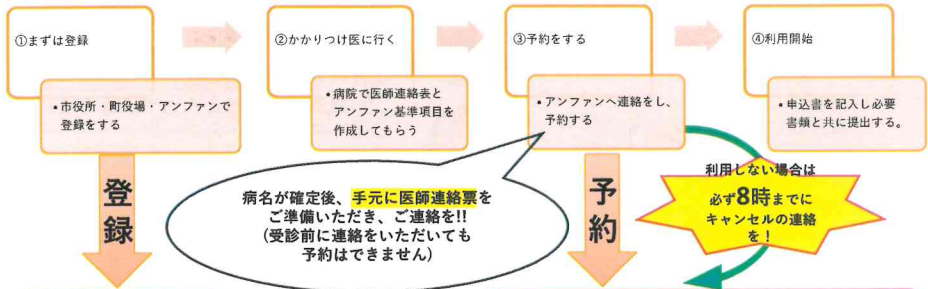 ①まずは登録
②かかりつけ医に行く
③予約をする
④利用開始
•市役所・町役場・アンファンで
登録をする
•病院で医師連絡表と
アンファン基準項目を
作成してもらう
•アンファンへ連絡をし、
予約する
•申込書を記入し必要
書類と共に提出する。
登録
病名が確定後、手元に医師連絡票を
ご準備いただき、ご連絡を!!
(受診前に連絡をいただいても
予約はできません)
予約
利用しない場合は
必ず8時までに
キャンセルの連絡
を！